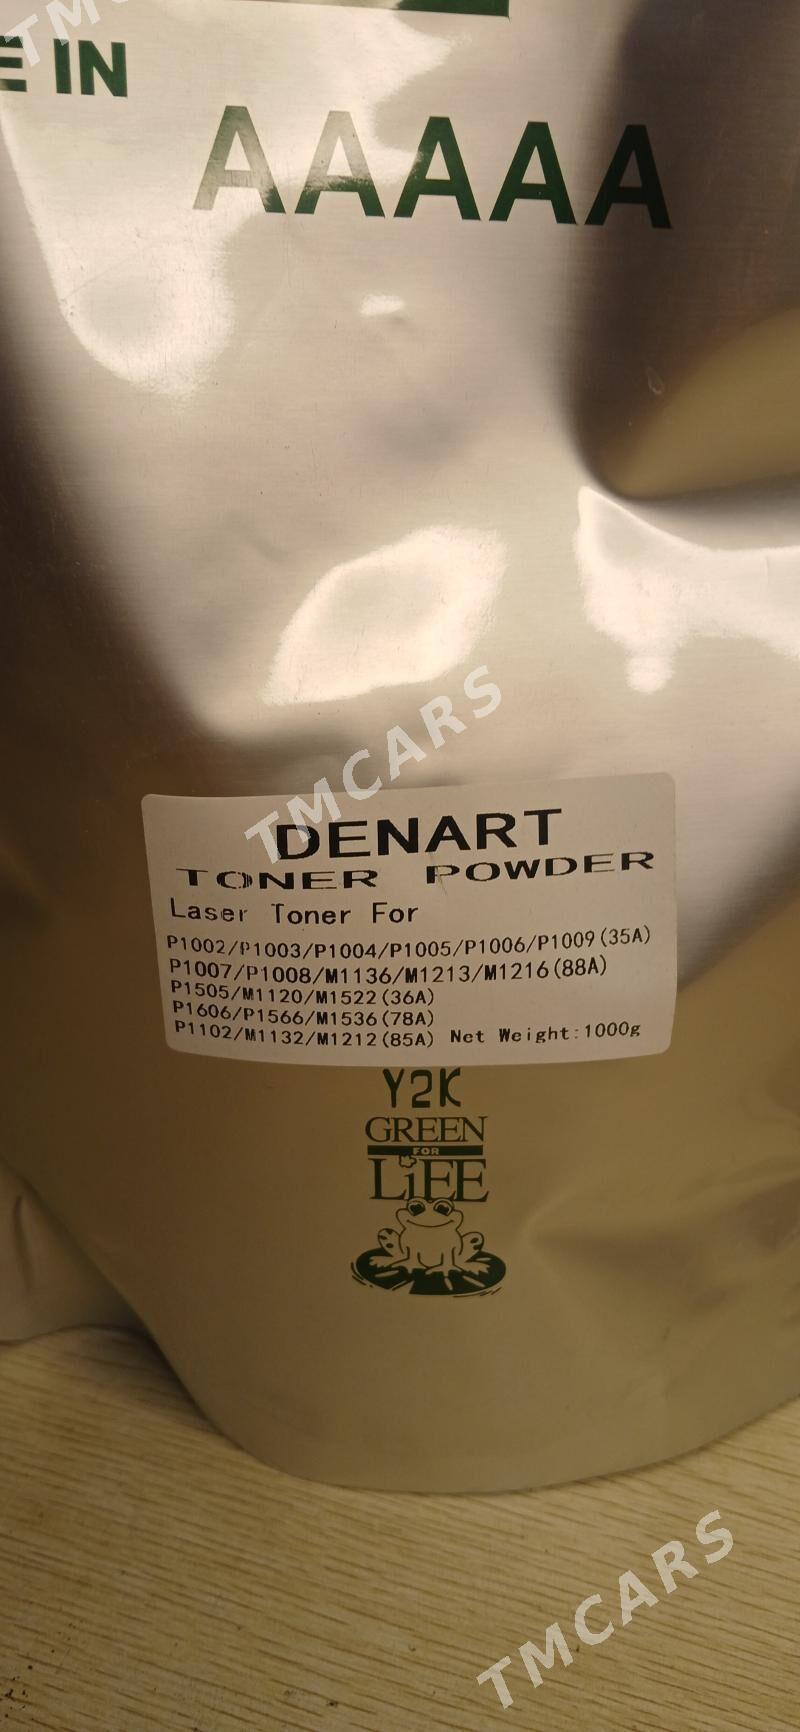 TMCARS
E IN
AAAAA
TMCARS
DENART
TONER POWDER
Laser Toner For
P1002/P1003/P1004/P1005/P1006/P1009(35A)
P1007/P1008/M1136/M1213/M1216(88A)
P1505/M1120/M1522(36A)
P1606/P1566/M1536(78A)
P1102/M1132/M1212(85A) Net Weight:1000g
Y2K
GREEN
FOR
LiFE
TMCARS